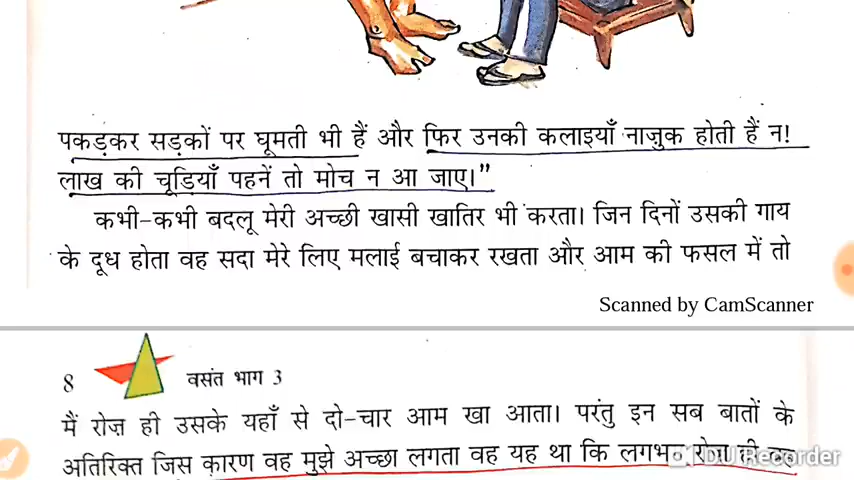 पकड़कर सड़कों पर घूमती भी हैं और फिर उनकी कलाइयाँ नाज़ुक होती हैं न!
लाख की चूड़ियाँ पहनें तो मोच न आ जाए।”
कभी-कभी बदलू मेरी अच्छी खासी खातिर भी करता। जिन दिनों उसकी गाय
के दूध होता वह सदा मेरे लिए मलाई बचाकर रखता और आम की फसल में तो
Scanned by CamScanner
8 वसंत भाग 3
मैं रोज़ ही उसके यहाँ से दो-चार आम खा आता। परंतु इन सब बातों के
अतिरिक्त जिस कारण वह मुझे अच्छा लगता वह यह था कि लगभग रोज़ ही
DU Recorder